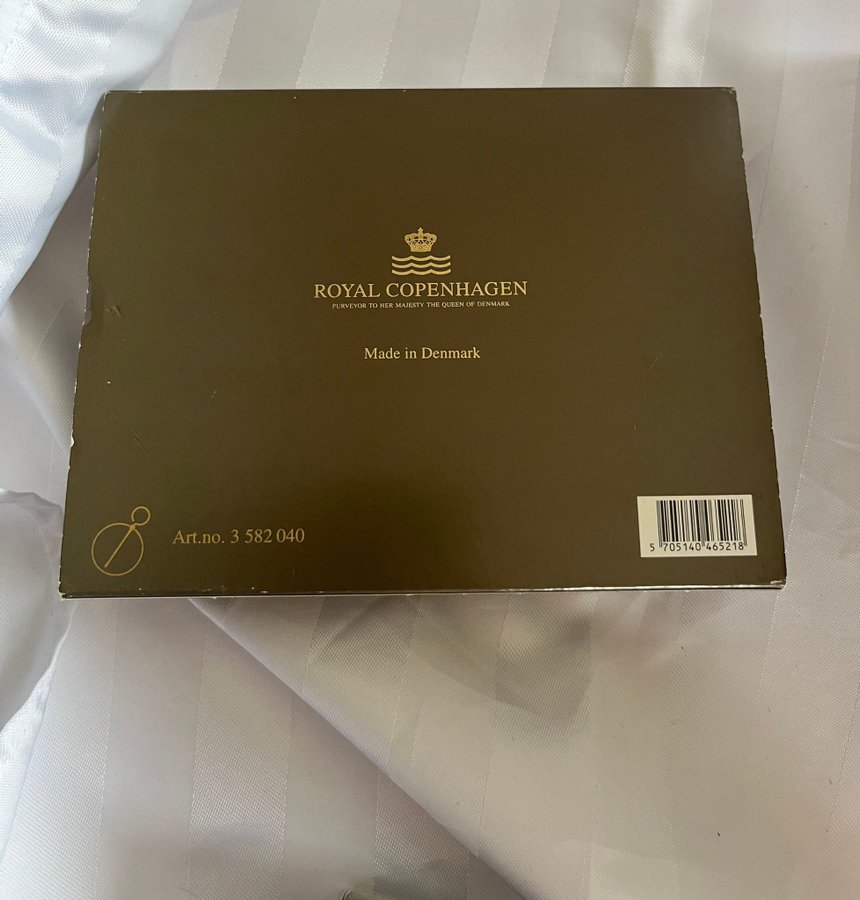 ROYAL COPENHAGEN
PURVEYOR TO HER MAJESTY THE QUEEN OF DENMARK
Made in Denmark
Art.no. 3 582 040
5 705140 465218